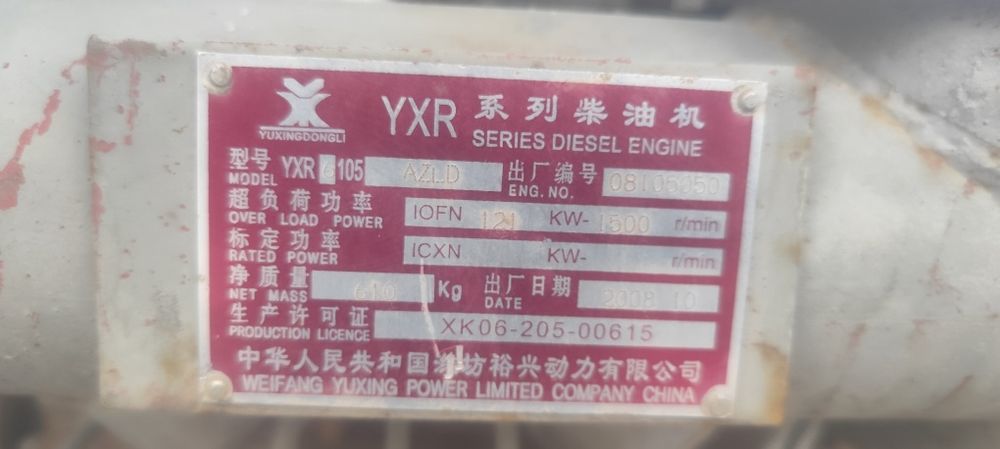 YUXINGDONGLI
YXR 系列柴油机
SERIES DIESEL ENGINE
型号 YXR 6 105 AZLD 出厂编号 08106050
MODEL ENG.NO.
超负荷功率 IOFN 121 KW- 1500 r/min
OVER LOAD POWER
标定功率 ICXN KW- r/min
RATED POWER
净质量 610 Kg 出厂日期 2008.10
NET MASS DATE
生产许可证 XK06-205-00615
PRODUCTION LICENCE
中华人民共和国潍坊裕兴动力有限公司
WEIFANG YUXING POWER LIMITED COMPANY CHINA